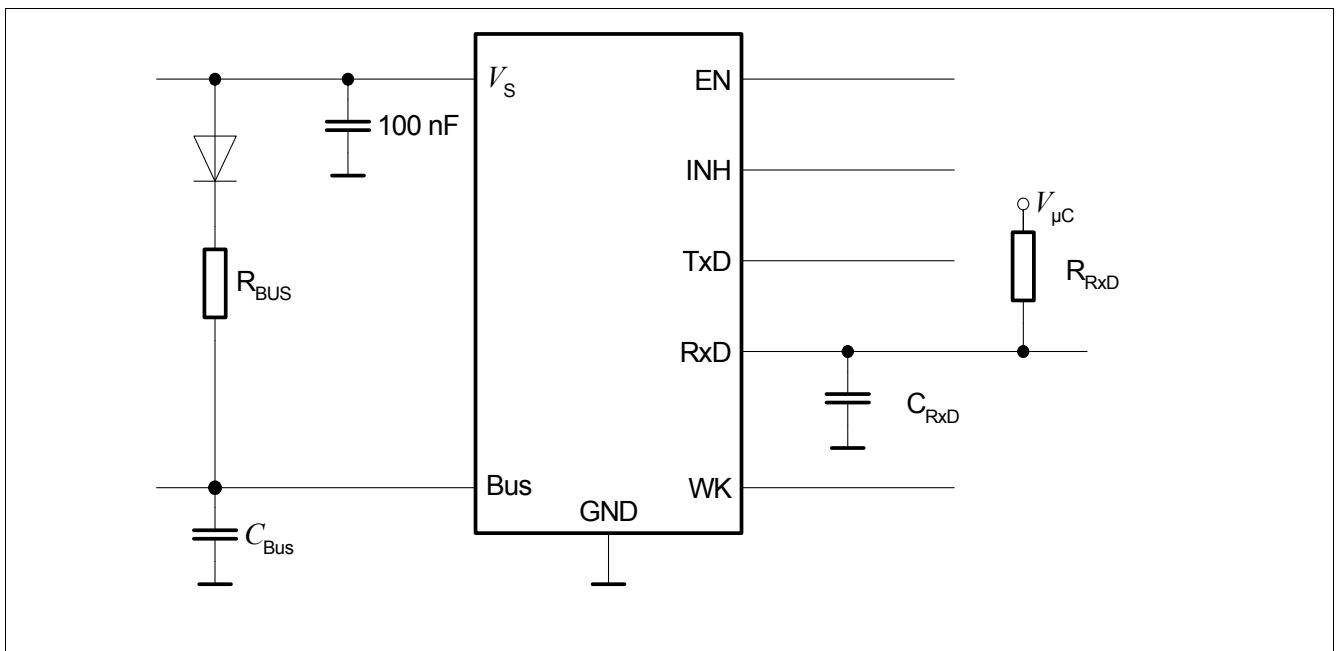 V_S
EN
100 nF
INH
V_µC
R_BUS
TxD
R_RxD
RxD
C_RxD
Bus
WK
GND
C_Bus